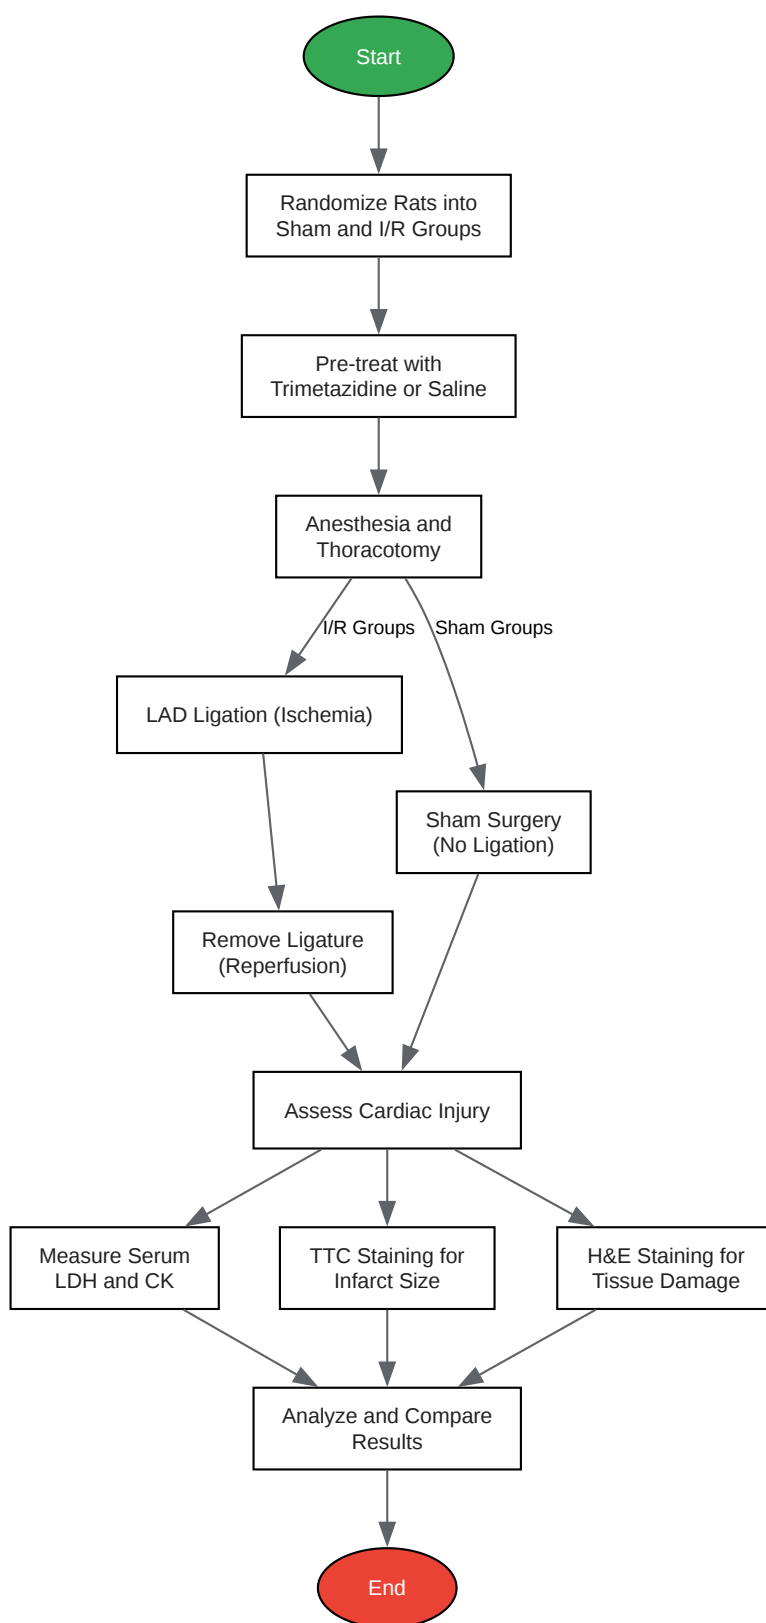 Start
Randomize Rats into
Sham and I/R Groups
Pre-treat with
Trimetazidine or Saline
Anesthesia and
Thoracotomy
I/R Groups
Sham Groups
LAD Ligation (Ischemia)
Sham Surgery
(No Ligation)
Remove Ligature
(Reperfusion)
Assess Cardiac Injury
Measure Serum
LDH and CK
TTC Staining for
Infarct Size
H&E Staining for
Tissue Damage
Analyze and Compare
Results
End